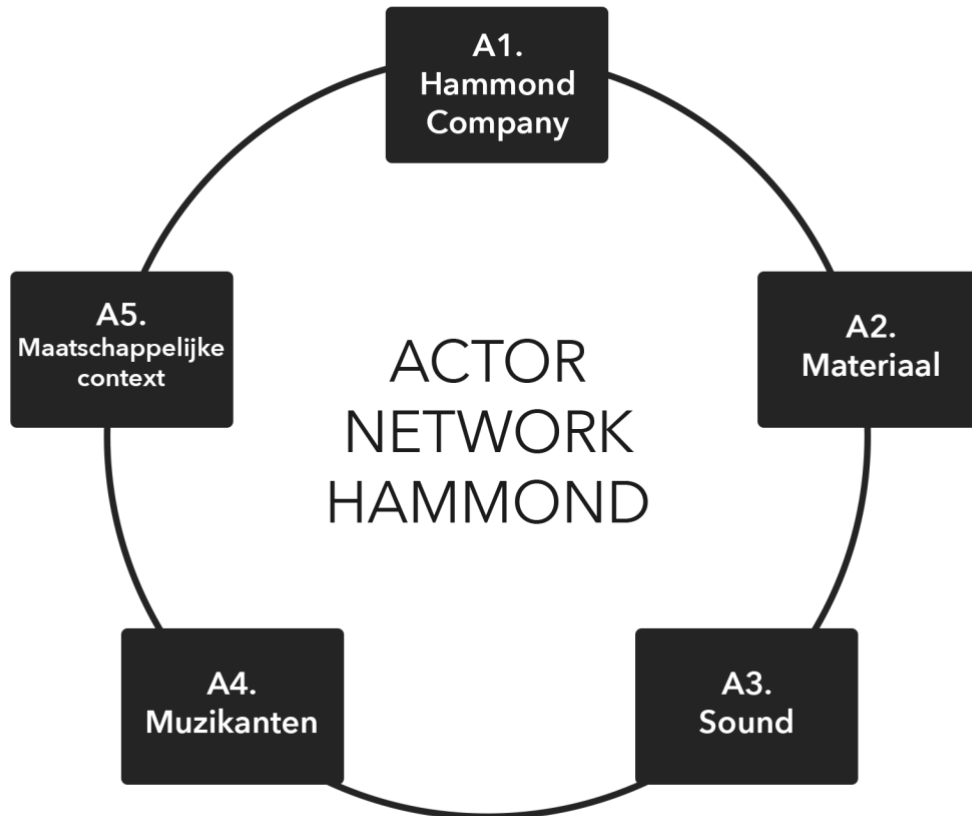 A1.
Hammond
Company
A2.
Materiaal
A3.
Sound
A4.
Muzikanten
A5.
Maatschappelijke
context
ACTOR
NETWORK
HAMMOND